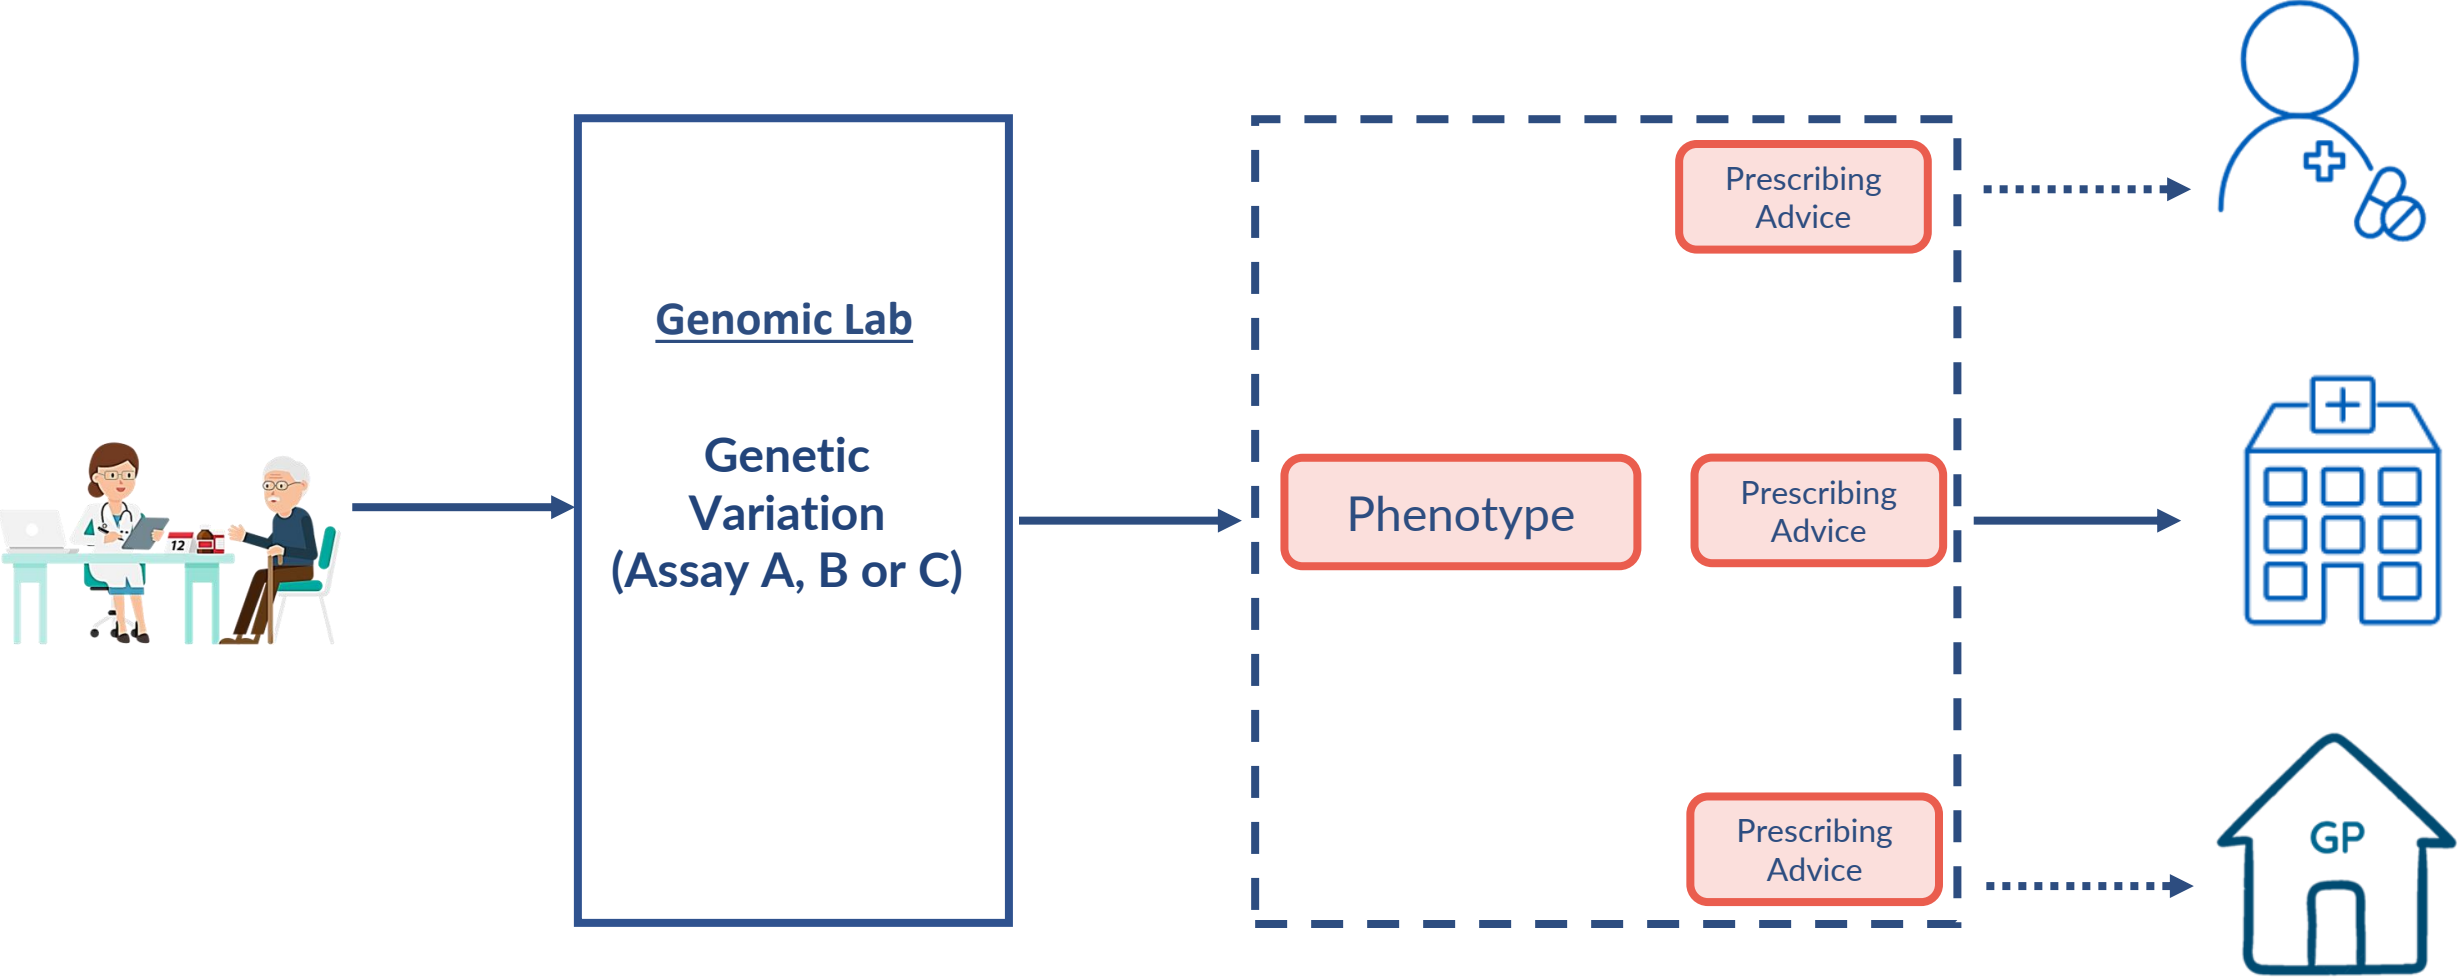 Prescribing
Advice
Genomic Lab
Genetic
Variation
(Assay A, B or C)
12
Phenotype
Prescribing
Advice
Prescribing
Advice
GP